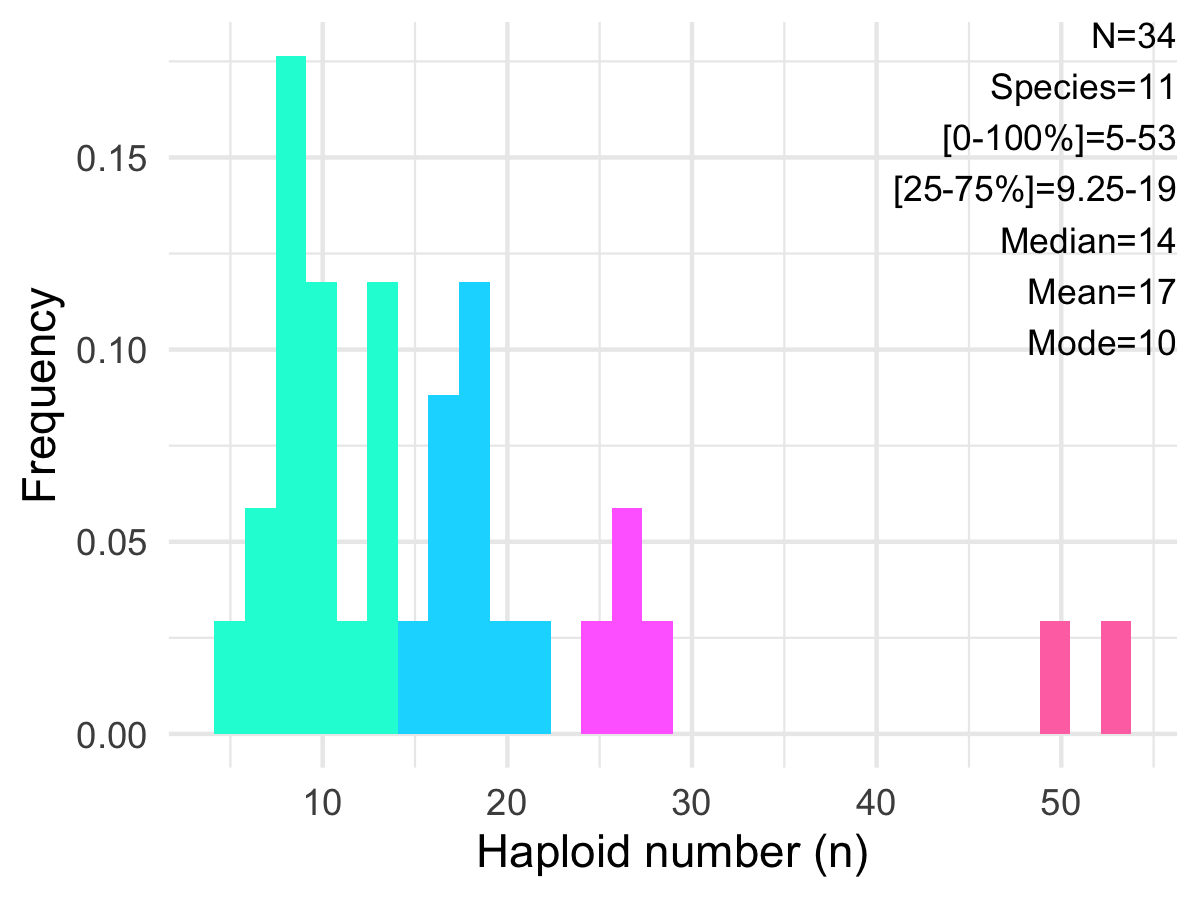 N=34
Species=11
[0-100%]=5-53
[25-75%]=9.25-19
Median=14
Mean=17
Mode=10
Frequency
0.15
0.10
0.05
0.00
10 20 30 40 50
Haploid number (n)